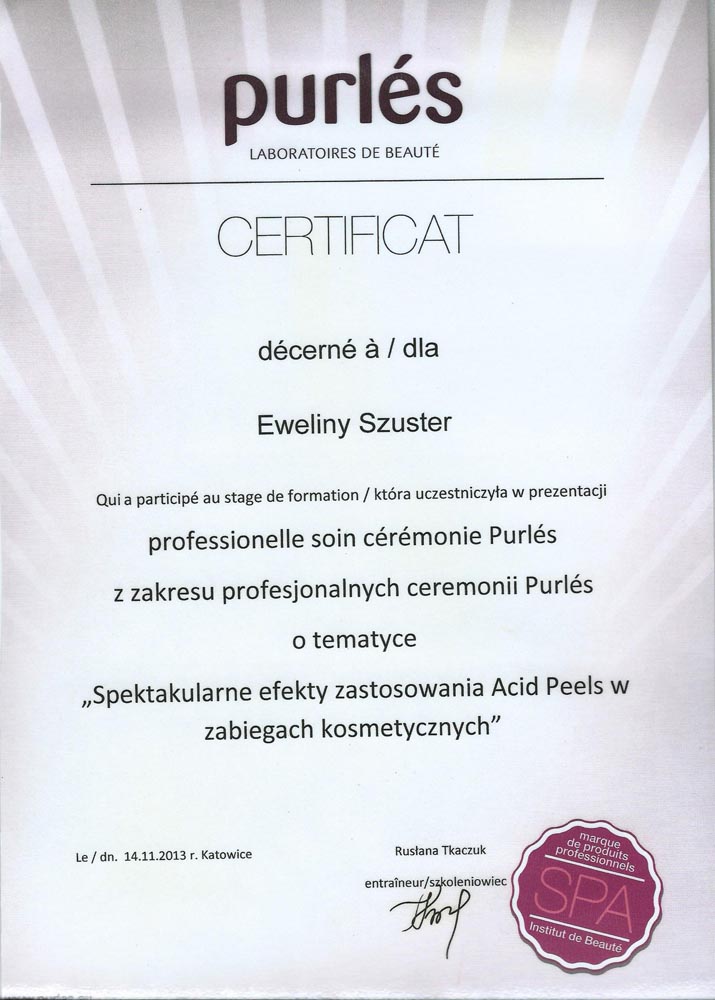 purlés
LABORATOIRES DE BEAUTÉ
CERTIFICAT
décerné à / dla
Eweliny Szuster
Qui a participé au stage de formation / która uczestniczyła w prezentacji
professionelle soin cérémonie Purlés
z zakresu profesjonalnych ceremonii Purlés
o tematyce
„Spektakularne efekty zastosowania Acid Peels w
zabiegach kosmetycznych”
Le / dn. 14.11.2013 r. Katowice
Rusłana Tkaczuk
entraîneur/szkoleniowiec
marque
de produits
professionnels
SPA
Institut de Beauté